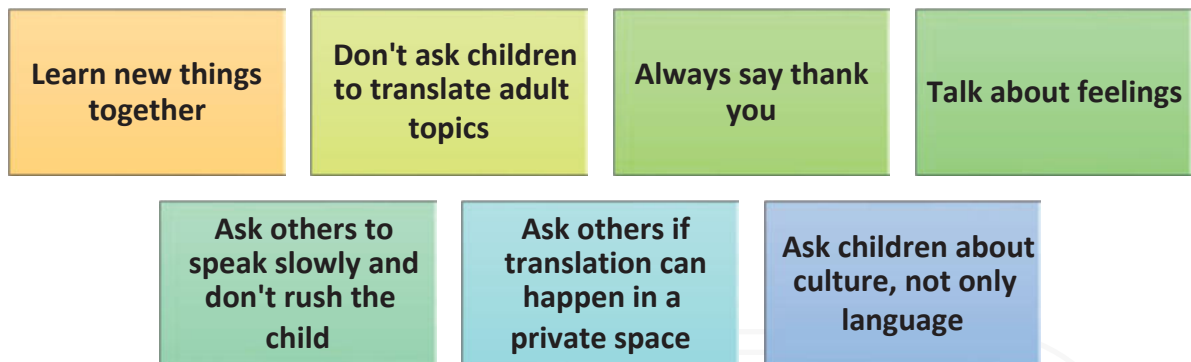 Learn new things
together
Don't ask children
to translate adult
topics
Always say thank
you
Talk about feelings
Ask others to
speak slowly and
don't rush the
child
Ask others if
translation can
happen in a
private space
Ask children about
culture, not only
language